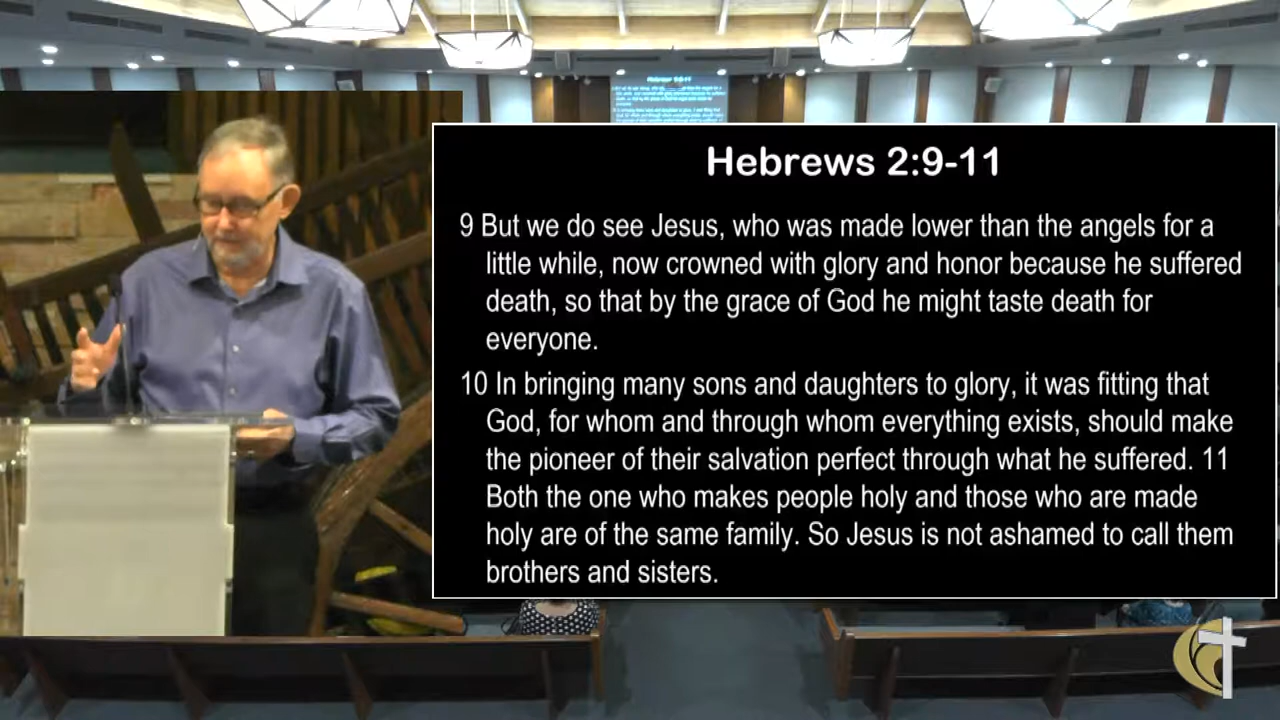 Hebrews 2:9-11
Hebrews 2:9-11
9 But we do see Jesus, who was made lower than the angels for a
little while, now crowned with glory and honor because he suffered
death, so that by the grace of God he might taste death for
everyone.
10 In bringing many sons and daughters to glory, it was fitting that
God, for whom and through whom everything exists, should make
the pioneer of their salvation perfect through what he suffered. 11
Both the one who makes people holy and those who are made
holy are of the same family. So Jesus is not ashamed to call them
brothers and sisters.